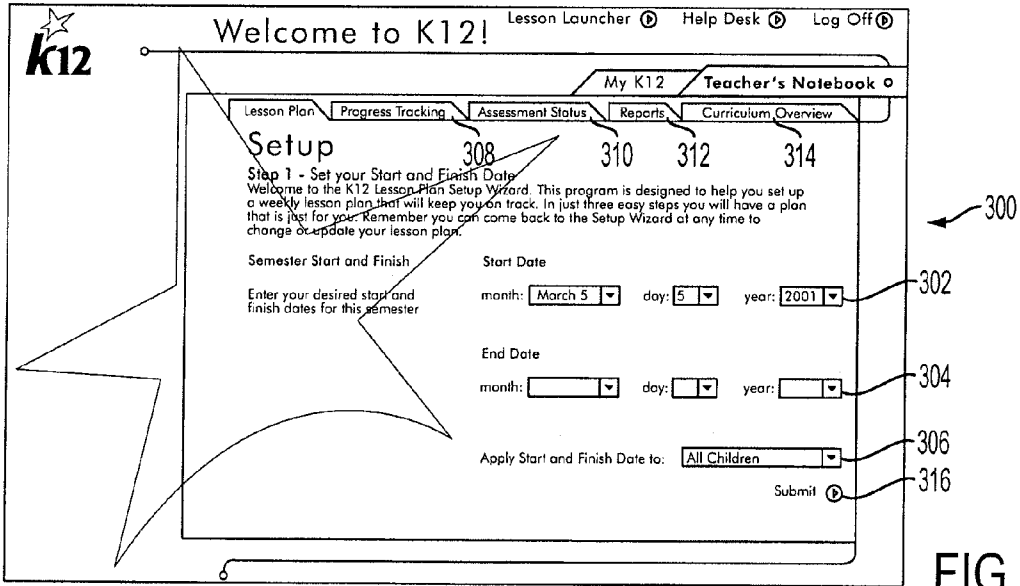 k12
Welcome to K12!
Lesson Launcher Help Desk Log Off
My K12 Teacher's Notebook
Lesson Plan Progress Tracking Assessment Status Reports Curriculum Overview
308 310 312 314
Setup
Step 1 - Set your Start and Finish Date
Welcome to the K12 Lesson Plan Setup Wizard. This program is designed to help you set up
a weekly lesson plan that will keep you on track. In just three easy steps you will have a plan
that is just for you. Remember you can come back to the Setup Wizard at any time to
change or update your lesson plan.
300
Semester Start and Finish Start Date
Enter your desired start and
finish dates for this semester
month: March 5 day: 5 year: 2001 302
End Date
month: day: year: 304
Apply Start and Finish Date to: All Children 306
Submit 316
FIG